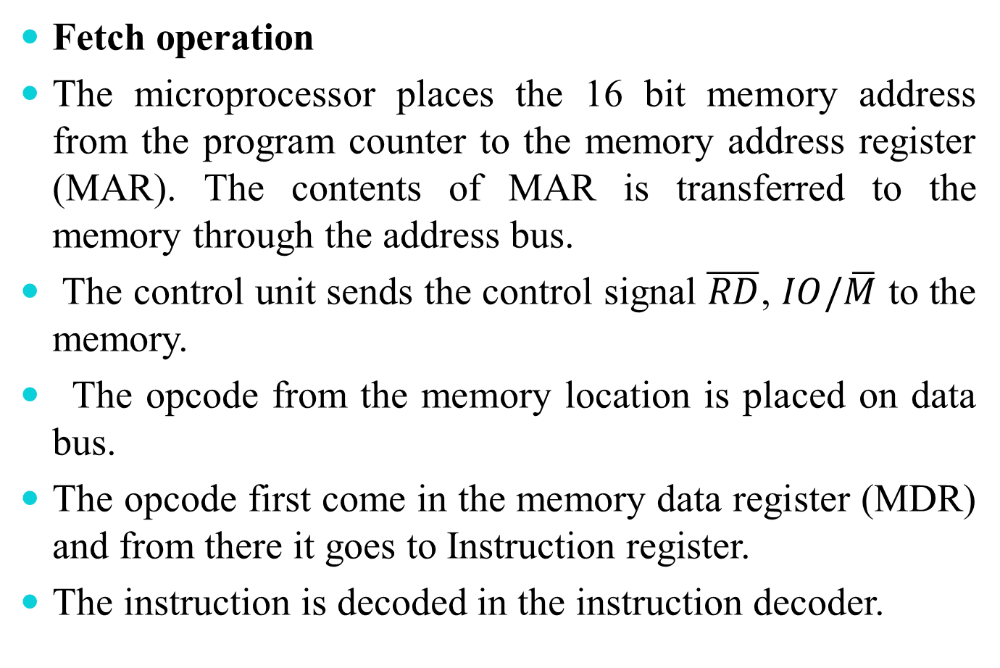 • Fetch operation
• The microprocessor places the 16 bit memory address
from the program counter to the memory address register
(MAR). The contents of MAR is transferred to the
memory through the address bus.
• The control unit sends the control signal R̅D̅, IO/M̅ to the
memory.
• The opcode from the memory location is placed on data
bus.
• The opcode first come in the memory data register (MDR)
and from there it goes to Instruction register.
• The instruction is decoded in the instruction decoder.